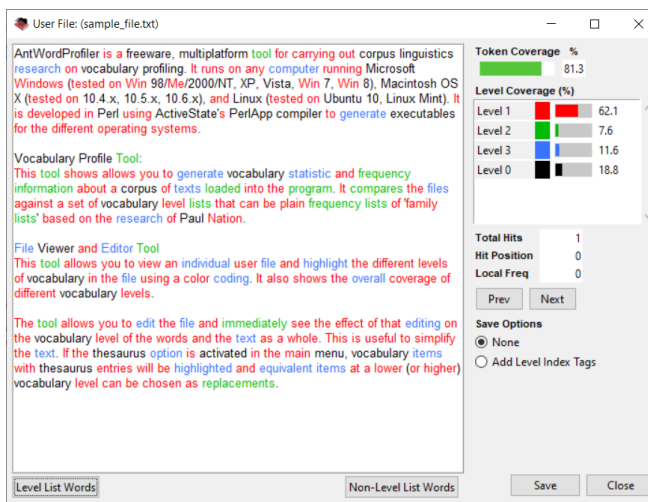 User File: (sample_file.txt)
AntWordProfiler is a freeware, multiplatform tool for carrying out corpus linguistics
research on vocabulary profiling. It runs on any computer running Microsoft
Windows (tested on Win 98/Me/2000/NT, XP, Vista, Win 7, Win 8), Macintosh OS
X (tested on 10.4.x, 10.5.x, 10.6.x), and Linux (tested on Ubuntu 10, Linux Mint). It
is developed in Perl using ActiveState's PerlApp compiler to generate executables
for the different operating systems.
Vocabulary Profile Tool:
This tool shows allows you to generate vocabulary statistic and frequency
information about a corpus of texts loaded into the program. It compares the files
against a set of vocabulary level lists that can be plain frequency lists of 'family
lists' based on the research of Paul Nation.
File Viewer and Editor Tool
This tool allows you to view an individual user file and highlight the different levels
of vocabulary in the file using a color coding. It also shows the overall coverage of
different vocabulary levels.
The tool allows you to edit the file and immediately see the effect of that editing on
the vocabulary level of the words and the text as a whole. This is useful to simplify
the text. If the thesaurus option is activated in the main menu, vocabulary items
with thesaurus entries will be highlighted and equivalent items at a lower (or higher)
vocabulary level can be chosen as replacements.
Level List Words
Non-Level List Words
Token Coverage %
81.3
Level Coverage (%)
Level 1 62.1
Level 2 7.6
Level 3 11.6
Level 0 18.8
Total Hits 1
Hit Position 0
Local Freq 0
Prev Next
Save Options
None
Add Level Index Tags
Save Close